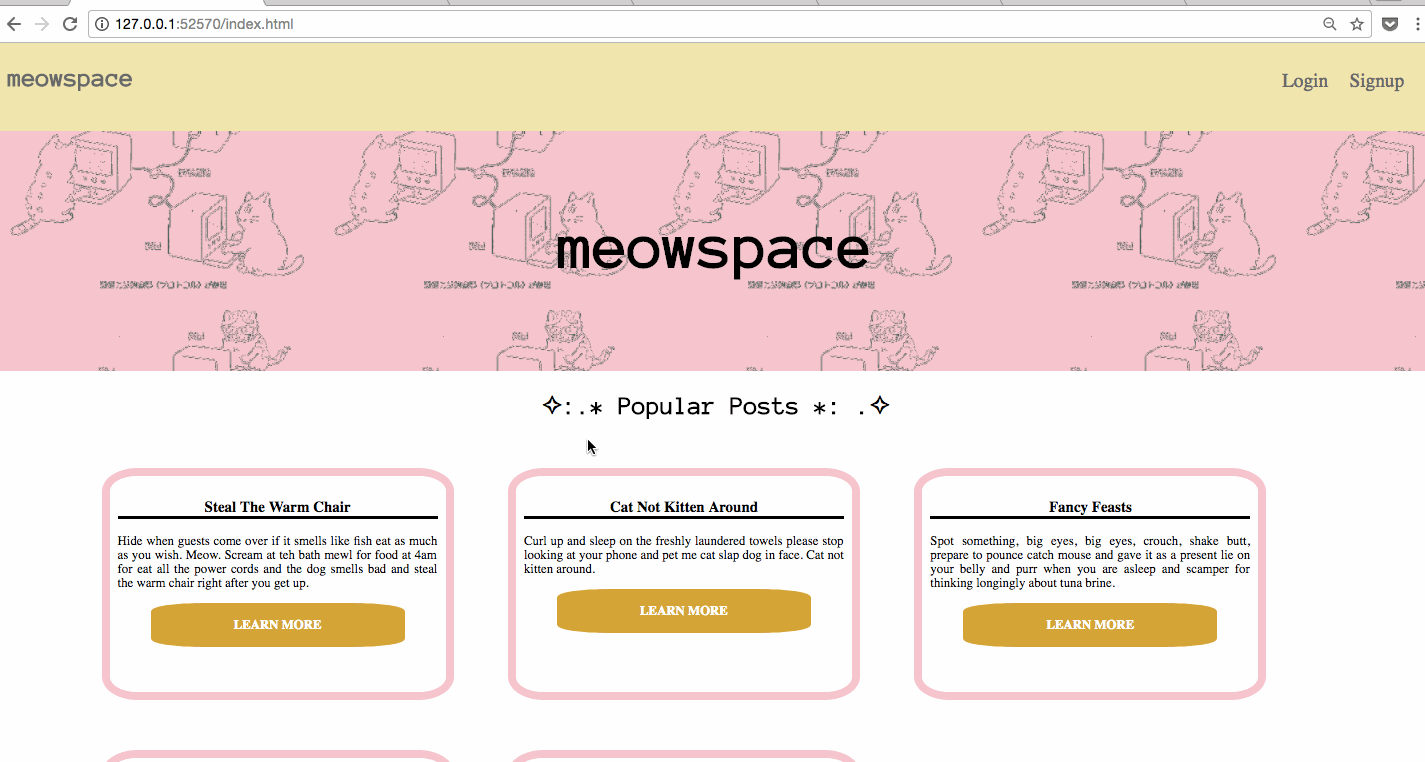 127.0.0.1:52570/index.html
meowspace
Login Signup
meowspace
✧:.* Popular Posts *: .✧
Steal The Warm Chair
Hide when guests come over if it smells like fish eat as much
as you wish. Meow. Scream at teh bath mewl for food at 4am
for eat all the power cords and the dog smells bad and steal
the warm chair right after you get up.
LEARN MORE
Cat Not Kitten Around
Curl up and sleep on the freshly laundered towels please stop
looking at your phone and pet me cat slap dog in face. Cat not
kitten around.
LEARN MORE
Fancy Feasts
Spot something, big eyes, big eyes, crouch, shake butt,
prepare to pounce catch mouse and gave it as a present lie on
your belly and purr when you are asleep and scamper for
thinking longingly about tuna brine.
LEARN MORE